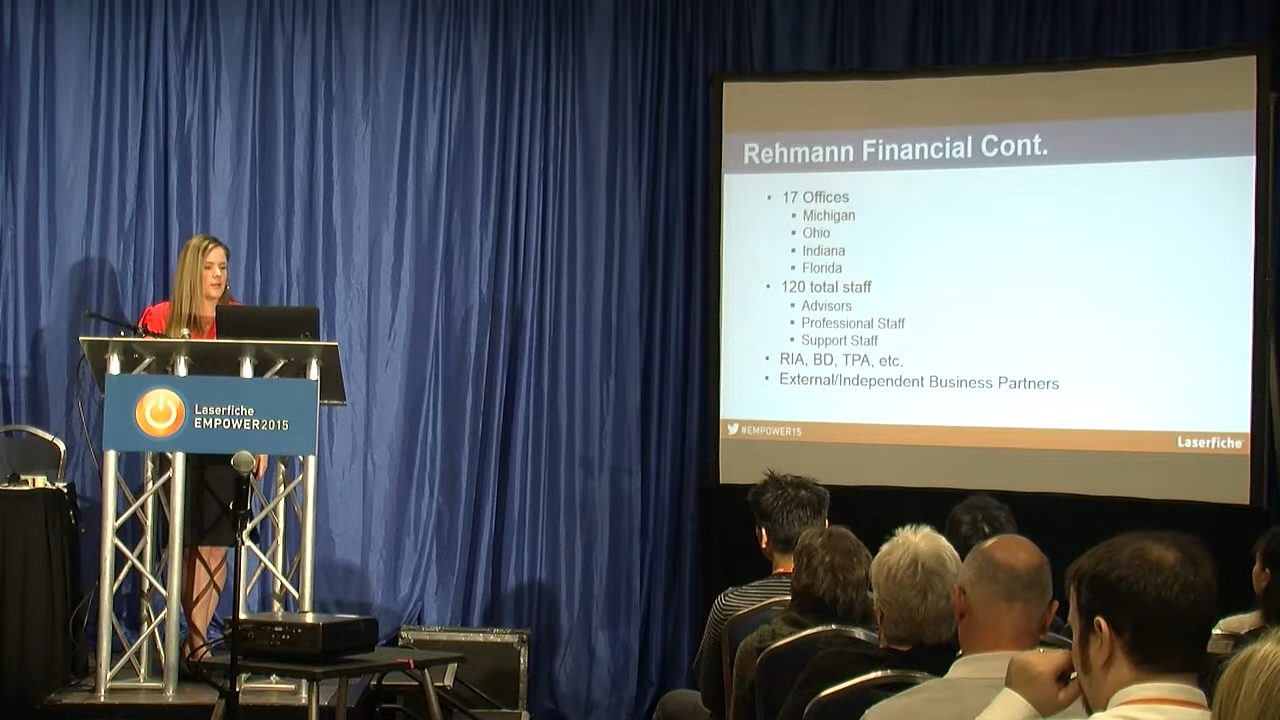 Rehmann Financial Cont.
• 17 Offices
▪ Michigan
▪ Ohio
▪ Indiana
▪ Florida
• 120 total staff
▪ Advisors
▪ Professional Staff
▪ Support Staff
• RIA, BD, TPA, etc.
• External/Independent Business Partners
#EMPOWER15
Laserfiche
Laserfiche
EMPOWER2015